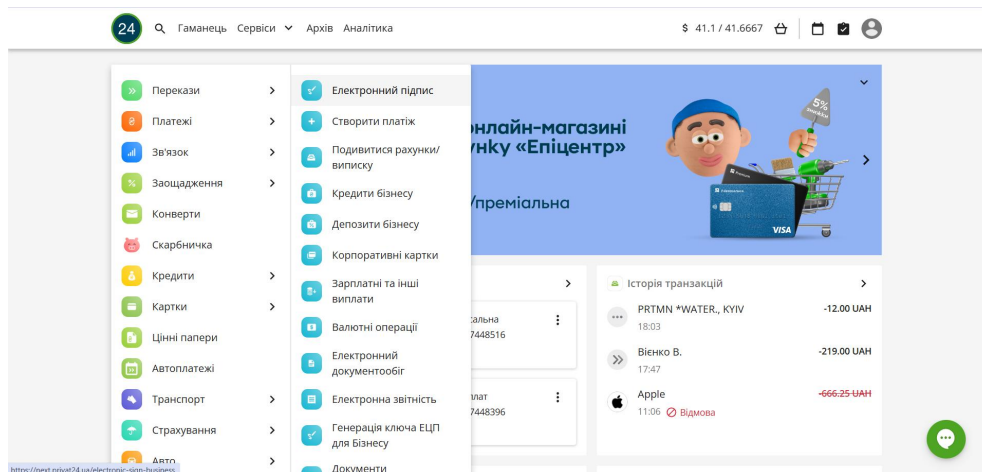 24 Гаманець Сервіси Архів Аналітика $ 41.1 / 41.6667
Перекази
Платежі
Зв'язок
Заощадження
Конверти
Скарбничка
Кредити
Картки
Цінні папери
Автоплатежі
Транспорт
Страхування
Авто
Електронний підпис
Створити платіж
Подивитися рахунки/
виписку
Кредити бізнесу
Депозити бізнесу
Корпоративні картки
Зарплатні та інші
виплати
Валютні операції
Електронний
документообіг
Електронна звітність
Генерація ключа ЕЦП
для Бізнесу
Документи
онлайн-магазині
нку «Епіцентр»
/преміальна
5%
VISA
7448516
7448396
Історія транзакцій
PRTMN *WATER., KYIV -12.00 UAH
18:03
Вієнко В. -219.00 UAH
17:47
Apple -666.25 UAH
11:06 Відмова
https://next.privat24.ua/electronic-sign-business